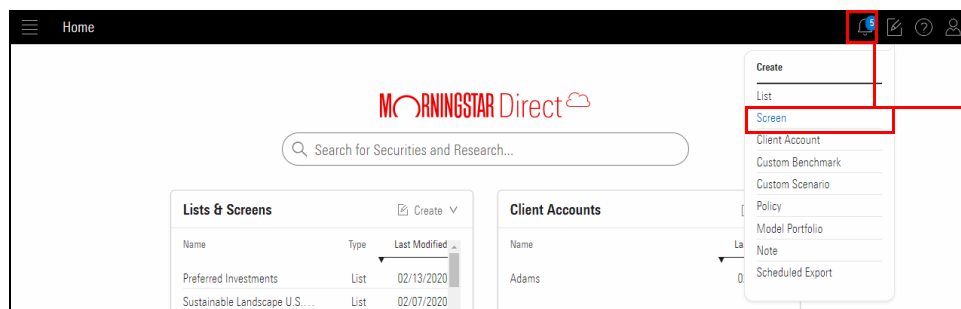 Home
5
Create
List
Screen
Client Account
Custom Benchmark
Custom Scenario
Policy
Model Portfolio
Note
Scheduled Export
MORNINGSTAR Direct
Search for Securities and Research...
Lists & Screens
Create
Name Type Last Modified
Preferred Investments List 02/13/2020
Sustainable Landscape U.S.... List 02/07/2020
Client Accounts
Name La
Adams 0